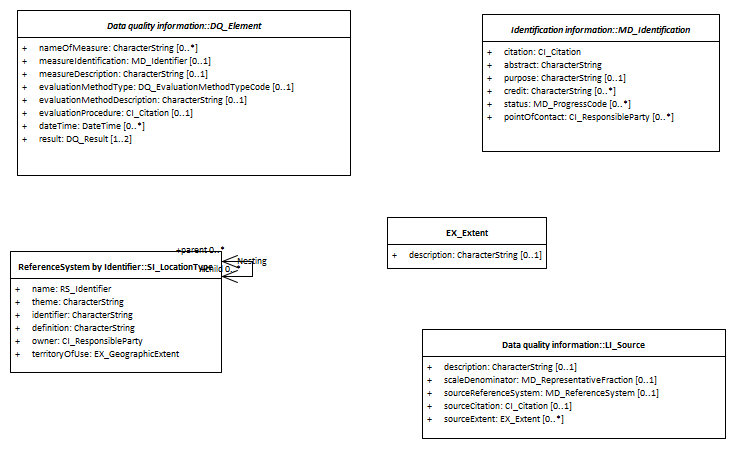 Data quality information::DQ_Element
+ nameOfMeasure: CharacterString [0..*]
+ measureIdentification: MD_Identifier [0..1]
+ measureDescription: CharacterString [0..1]
+ evaluationMethodType: DQ_EvaluationMethodTypeCode [0..1]
+ evaluationMethodDescription: CharacterString [0..1]
+ evaluationProcedure: CI_Citation [0..1]
+ dateTime: DateTime [0..*]
+ result: DQ_Result [1..2]
Identification information::MD_Identification
+ citation: CI_Citation
+ abstract: CharacterString
+ purpose: CharacterString [0..1]
+ credit: CharacterString [0..*]
+ status: MD_ProgressCode [0..*]
+ pointOfContact: CI_ResponsibleParty [0..*]
EX_Extent
+ description: CharacterString [0..1]
+parent 0..*
Nesting
+child 0..*
ReferenceSystem by Identifier::SI_LocationType
+ name: RS_Identifier
+ theme: CharacterString
+ identifier: CharacterString
+ definition: CharacterString
+ owner: CI_ResponsibleParty
+ territoryOfUse: EX_GeographicExtent
Data quality information::LI_Source
+ description: CharacterString [0..1]
+ scaleDenominator: MD_RepresentativeFraction [0..1]
+ sourceReferenceSystem: MD_ReferenceSystem [0..1]
+ sourceCitation: CI_Citation [0..1]
+ sourceExtent: EX_Extent [0..*]